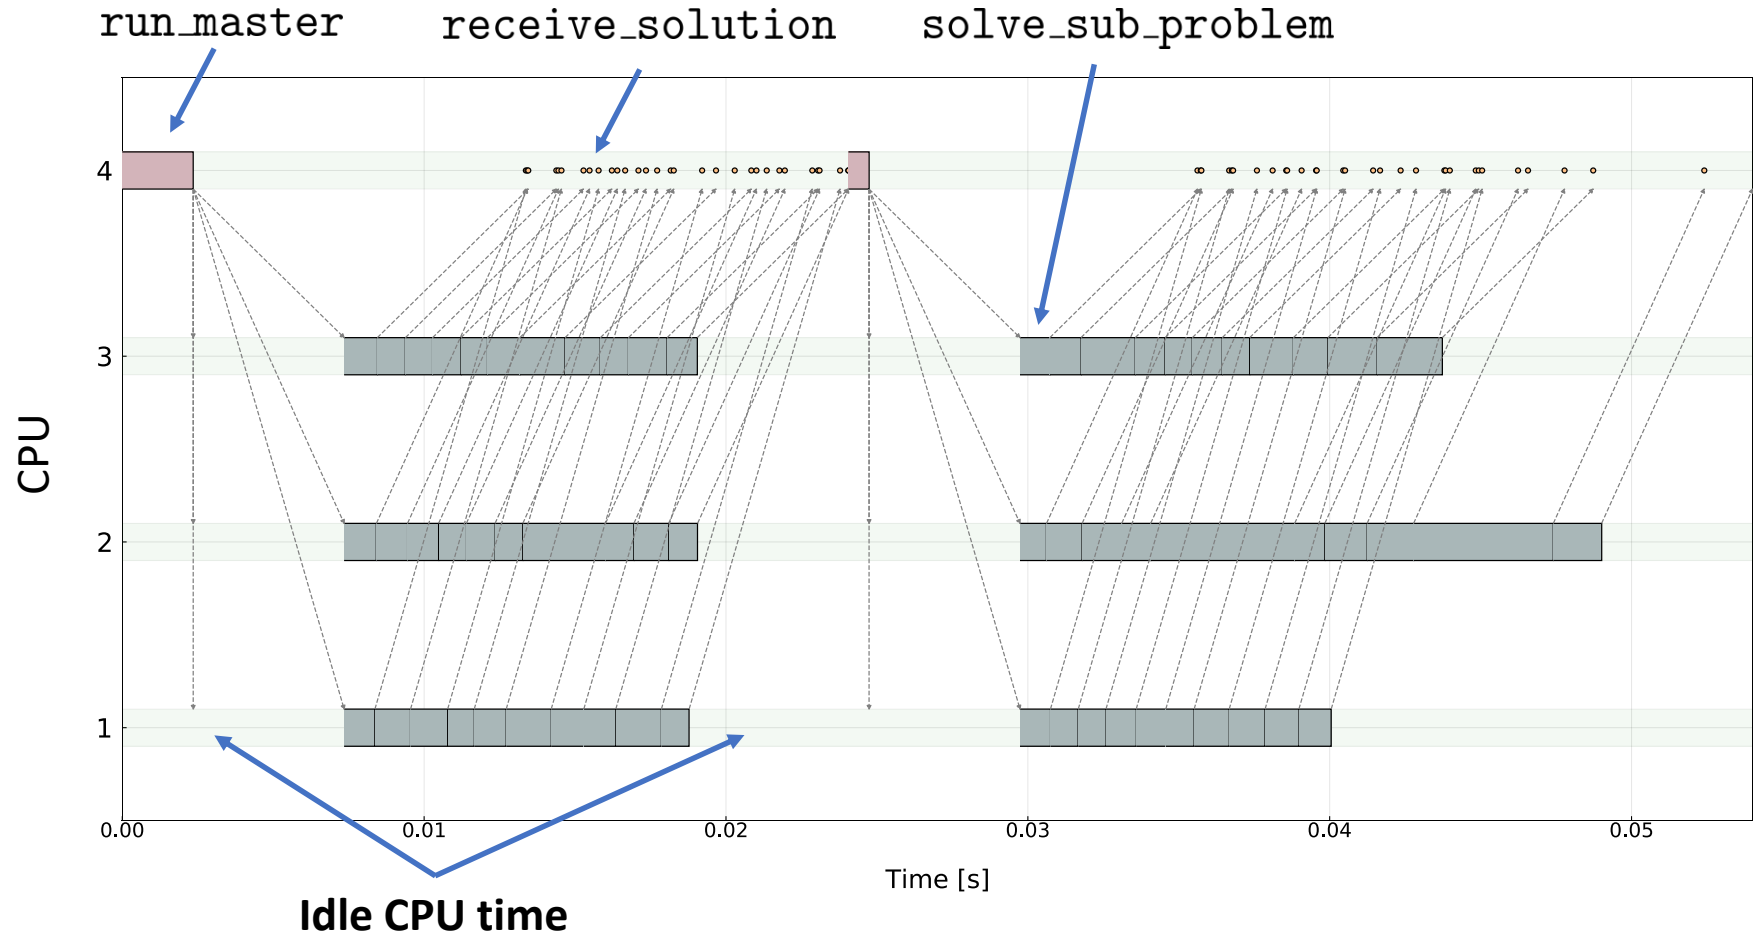 run_master receive_solution solve_sub_problem
4
3
2
1
CPU
0.00 0.01 0.02 0.03 0.04 0.05
Time [s]
Idle CPU time